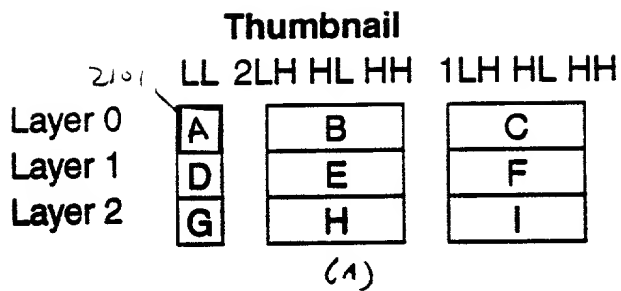 Thumbnail
2101 LL 2LH HL HH 1LH HL HH
Layer 0 A B C
Layer 1 D E F
Layer 2 G H I
(A)